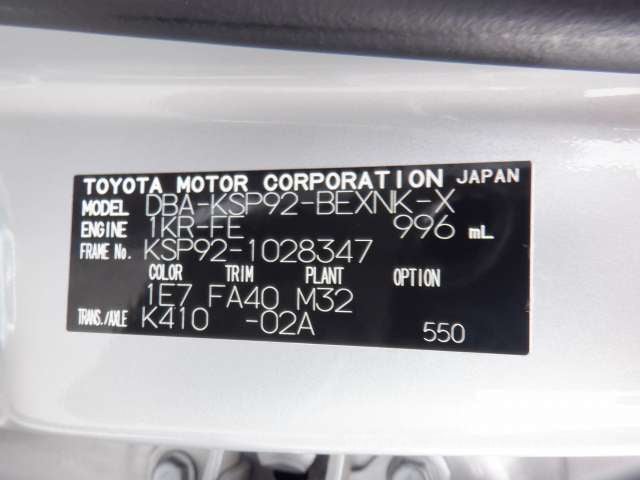 TOYOTA MOTOR CORPORATION JAPAN
MODEL DBA-KSP92-BEXNK-X
ENGINE 1KR-FE 996 mL
FRAME No. KSP92-1028347
COLOR TRIM PLANT OPTION
1E7 FA40 M32
TRANS./AXLE K410 -02A 550